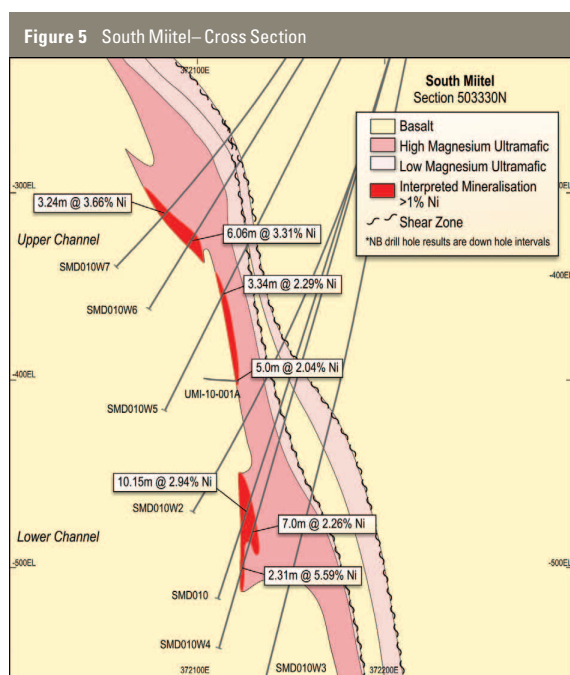 Figure 5 South Miitel– Cross Section
372100E
South Miitel
Section 503330N
Basalt
High Magnesium Ultramafic
Low Magnesium Ultramafic
Interpreted Mineralisation
>1% Ni
Shear Zone
*NB drill hole results are down hole intervals
-300EL
3.24m @ 3.66% Ni
Upper Channel
6.06m @ 3.31% Ni
SMD010W7
-400EL
3.34m @ 2.29% Ni
SMD010W6
5.0m @ 2.04% Ni
-400EL
UMI-10-001A
SMD010W5
10.15m @ 2.94% Ni
SMD010W2
7.0m @ 2.26% Ni
Lower Channel
-500EL
-500EL
2.31m @ 5.59% Ni
SMD010
SMD010W4
372100E
SMD010W3
372200E